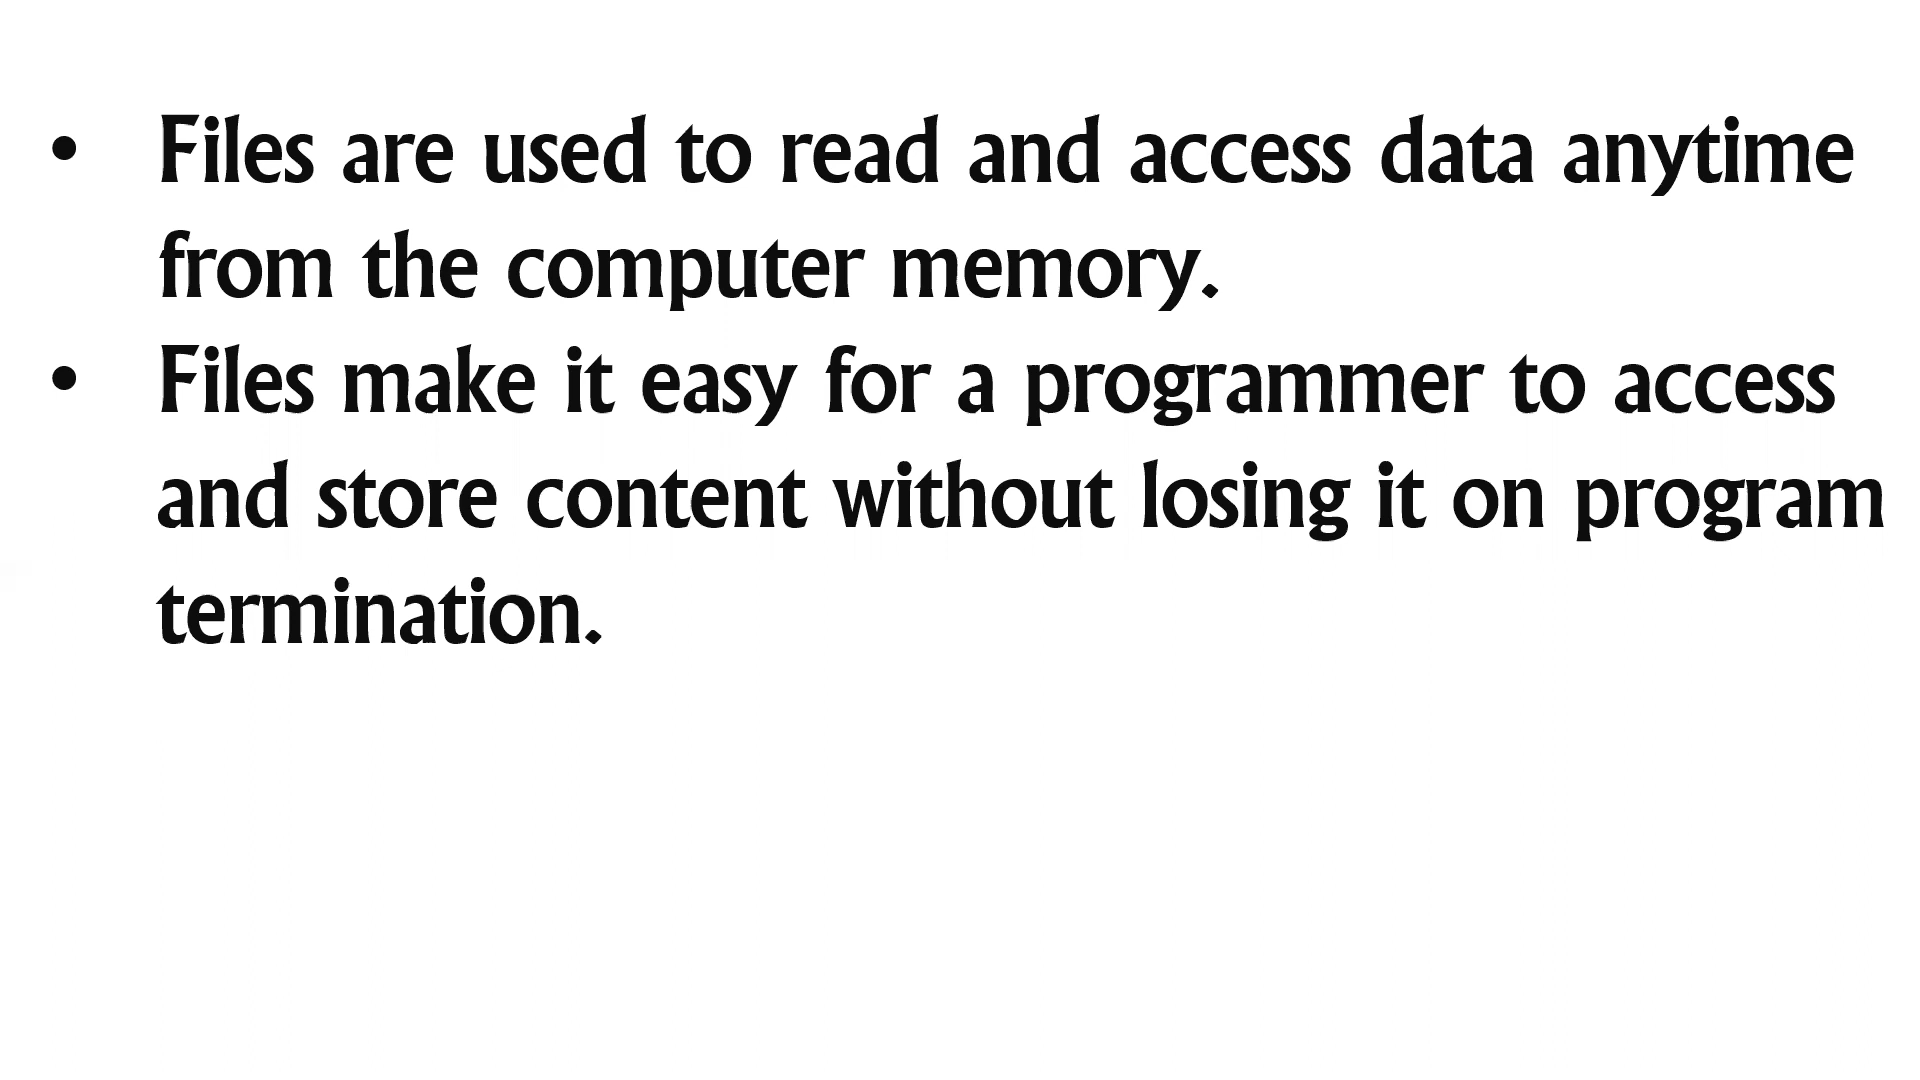 • Files are used to read and access data anytime
from the computer memory.
• Files make it easy for a programmer to access
and store content without losing it on program
termination.